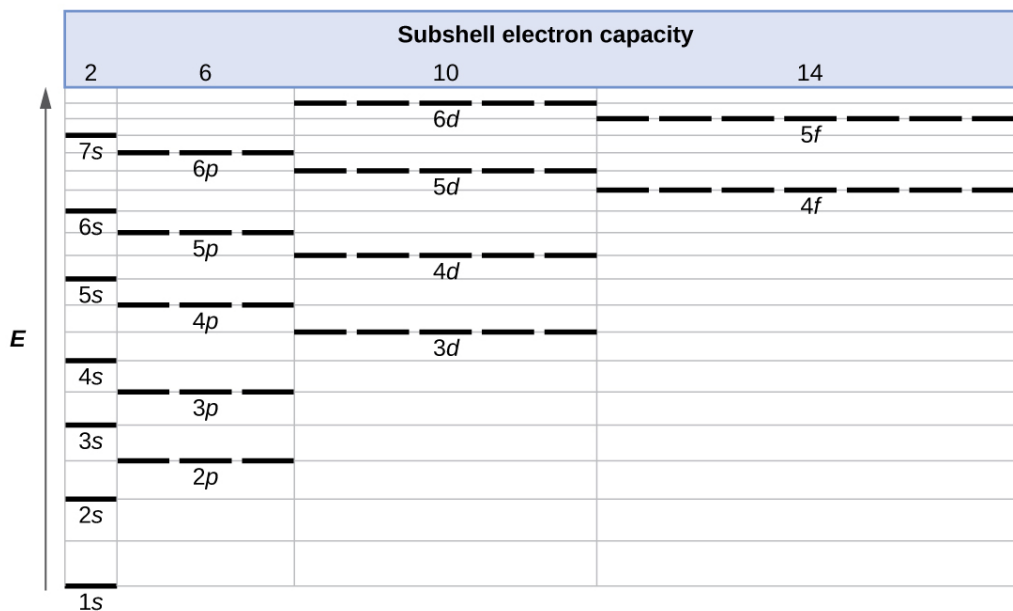 Subshell electron capacity
2 6 10 14
6d
5f
7s
6p
5d
4f
6s
5p
4d
5s
4p
E
3d
4s
3p
3s
2p
2s
1s